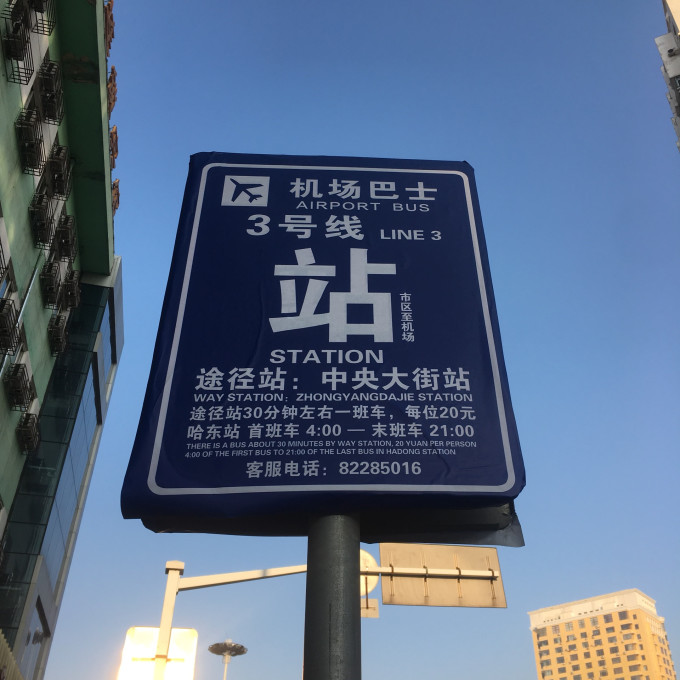 机场巴士
AIRPORT BUS
3号线 LINE 3
站
市区至机场
STATION
途径站：中央大街站
WAY STATION: ZHONGYANGDAJIE STATION
途径站30分钟左右一班车，每位20元
哈东站 首班车 4:00 — 末班车 21:00
THERE IS A BUS ABOUT 30 MINUTES BY WAY STATION, 20 YUAN PER PERSON
4:00 OF THE FIRST BUS TO 21:00 OF THE LAST BUS IN HADONG STATION
客服电话：82285016